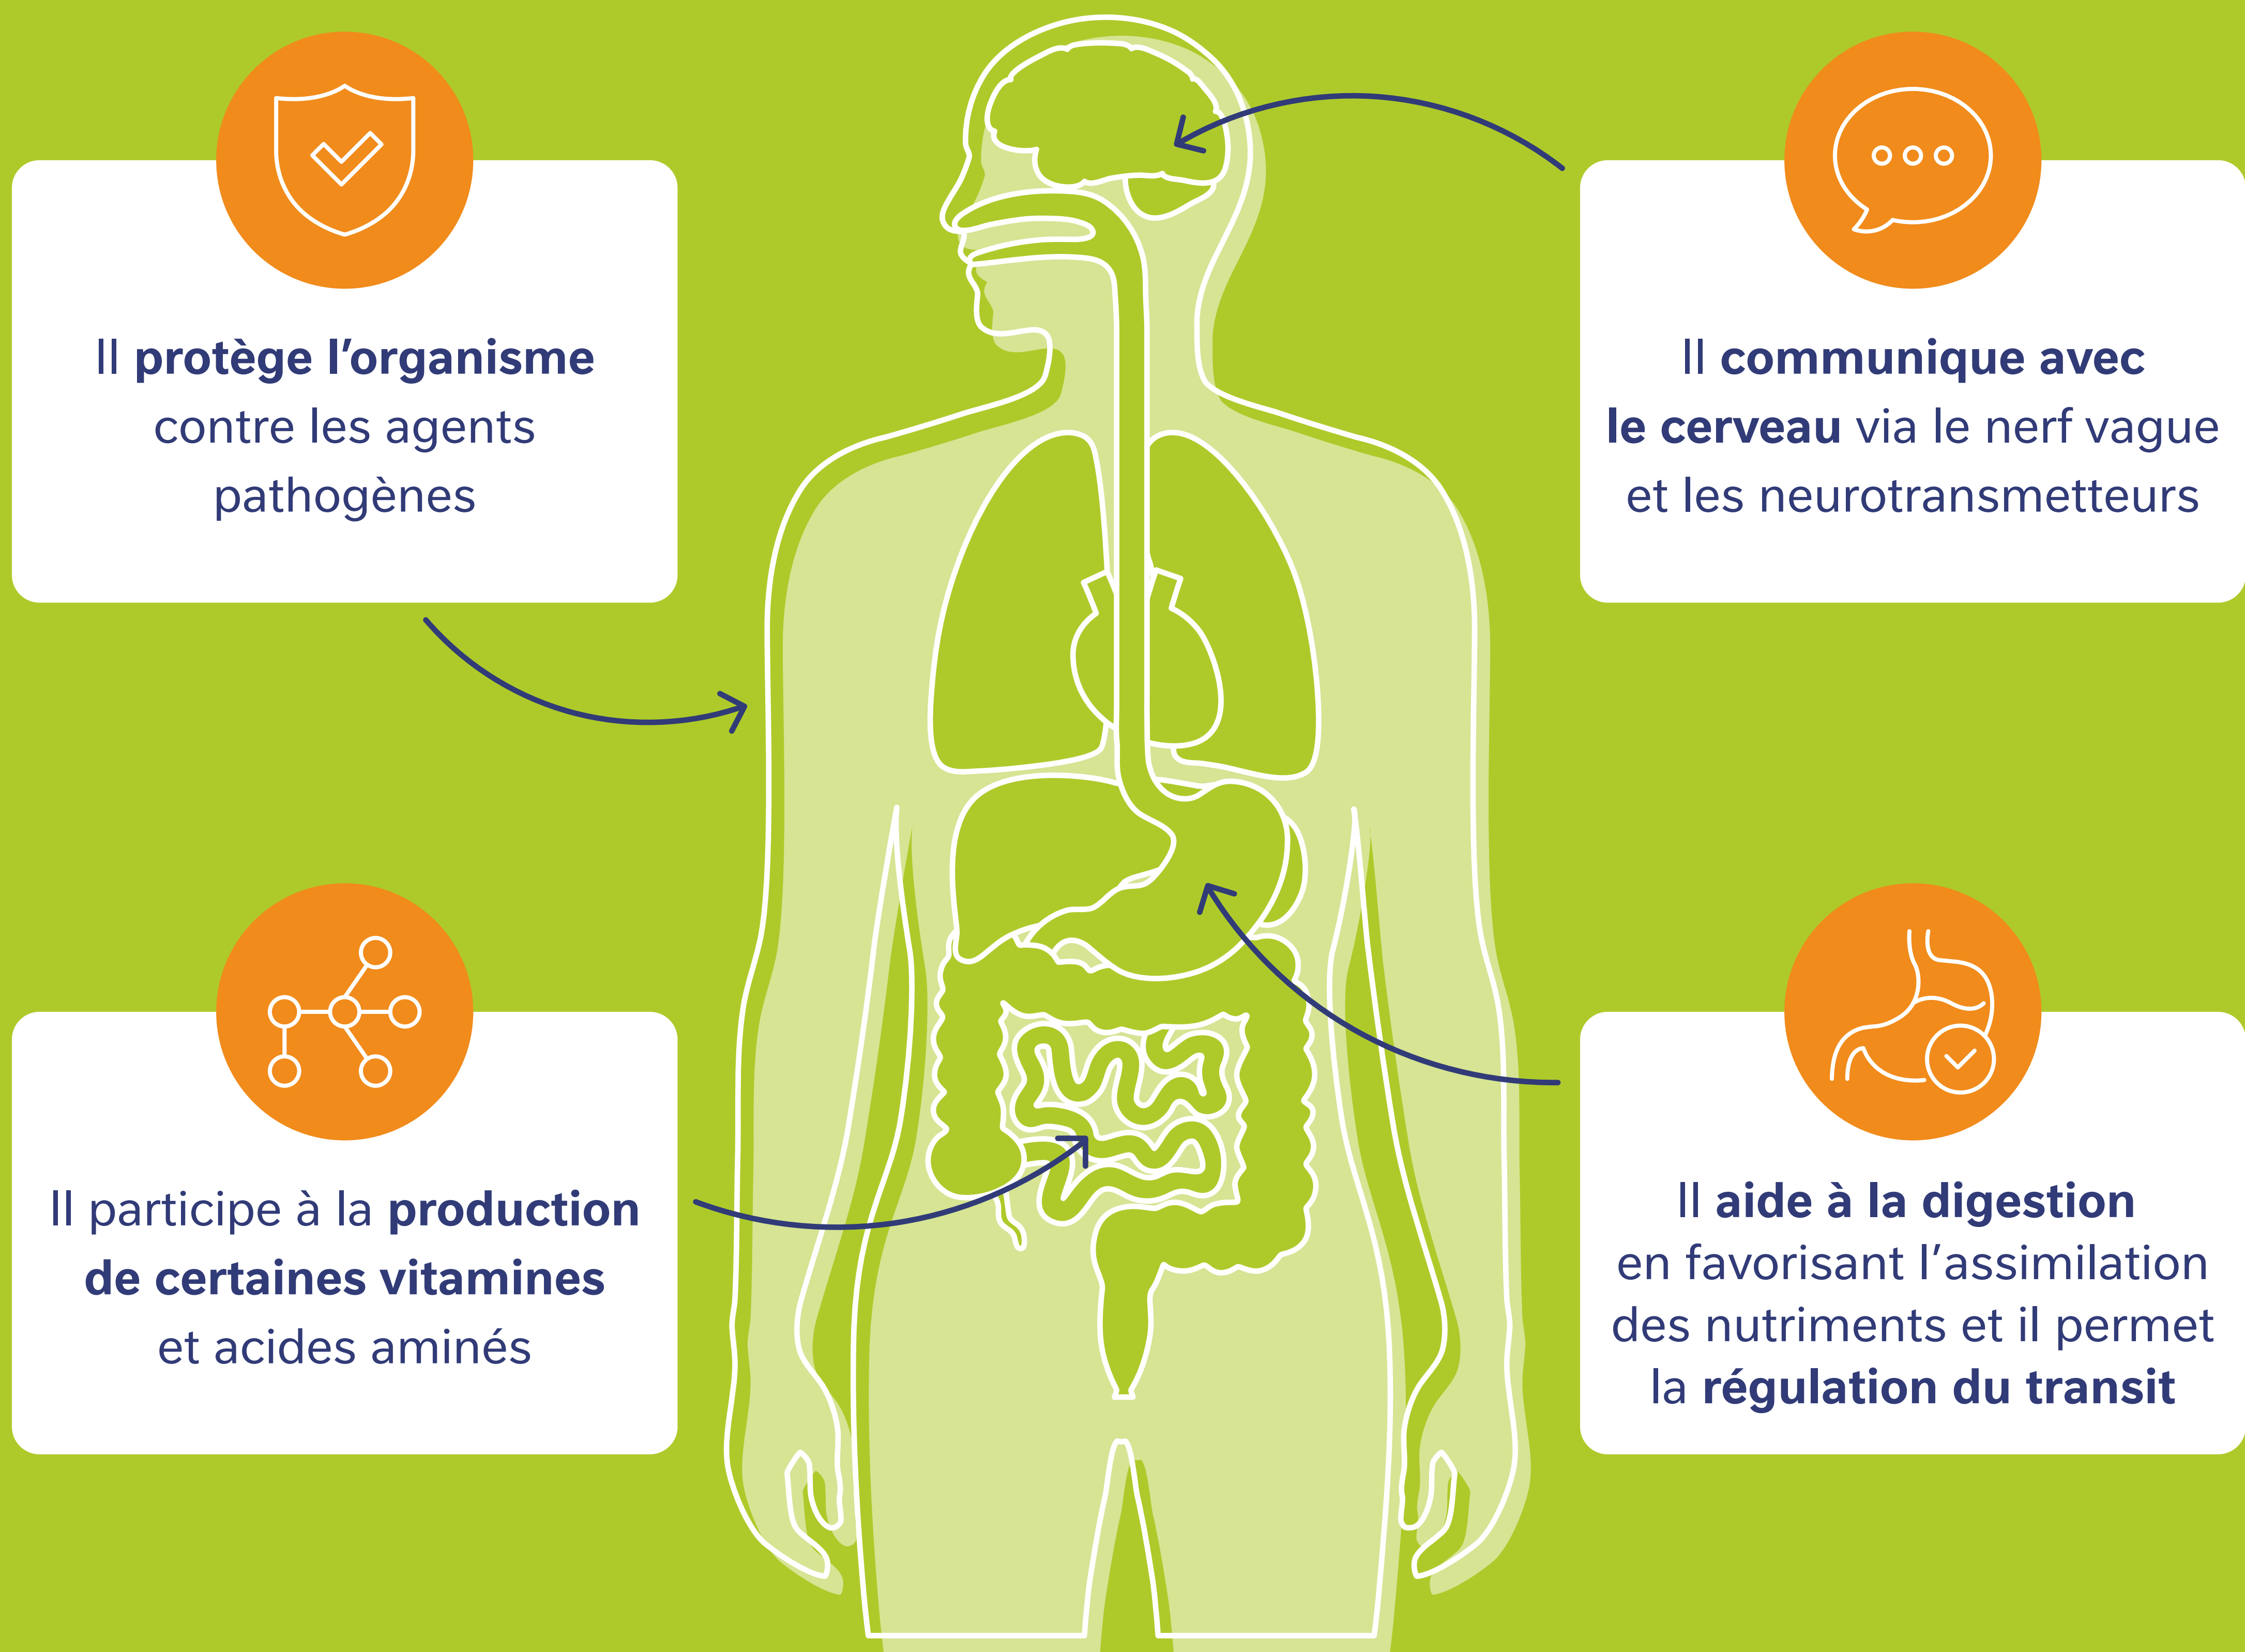 Il protège l'organisme
contre les agents
pathogènes
Il communique avec
le cerveau via le nerf vague
et les neurotransmetteurs
Il participe à la production
de certaines vitamines
et acides aminés
Il aide à la digestion
en favorisant l'assimilation
des nutriments et il permet
la régulation du transit